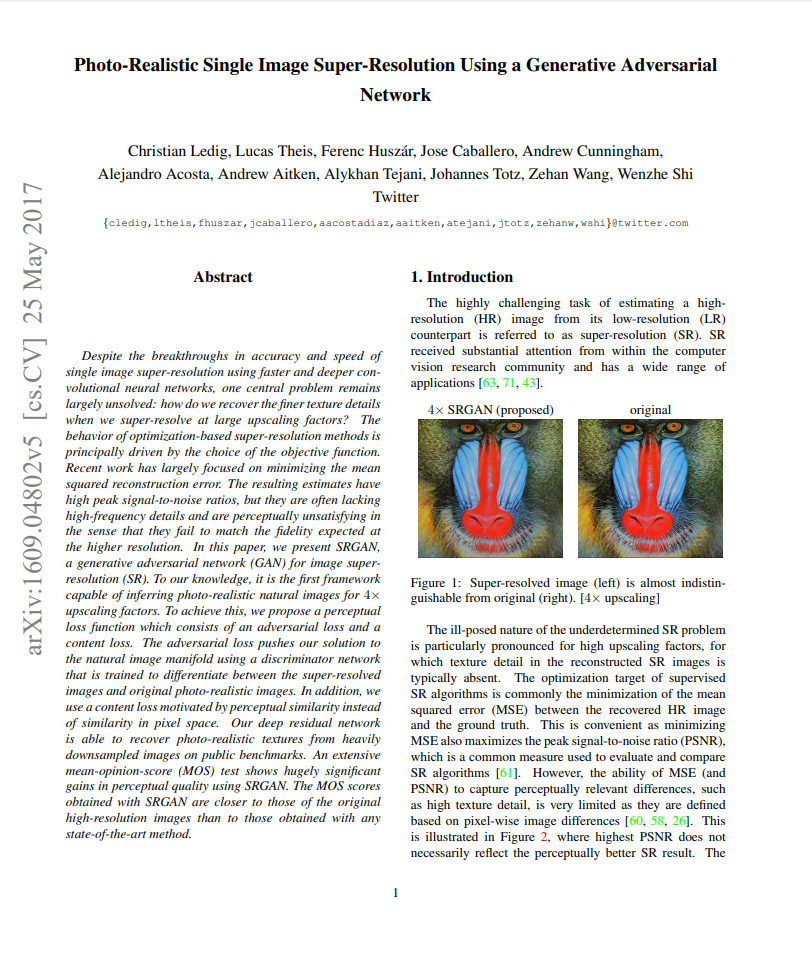 Photo-Realistic Single Image Super-Resolution Using a Generative Adversarial
Network
Christian Ledig, Lucas Theis, Ferenc Huszár, Jose Caballero, Andrew Cunningham,
Alejandro Acosta, Andrew Aitken, Alykhan Tejani, Johannes Totz, Zehan Wang, Wenzhe Shi
Twitter
{cledig,ltheis,fhuszar,jcaballero,aacostadiaz,aaitken,atejani,jtotz,zehanw,wshi}@twitter.com
arXiv:1609.04802v5 [cs.CV] 25 May 2017
Abstract
Despite the breakthroughs in accuracy and speed of
single image super-resolution using faster and deeper con-
volutional neural networks, one central problem remains
largely unsolved: how do we recover the finer texture details
when we super-resolve at large upscaling factors? The
behavior of optimization-based super-resolution methods is
principally driven by the choice of the objective function.
Recent work has largely focused on minimizing the mean
squared reconstruction error. The resulting estimates have
high peak signal-to-noise ratios, but they are often lacking
high-frequency details and are perceptually unsatisfying in
the sense that they fail to match the fidelity expected at
the higher resolution. In this paper, we present SRGAN,
a generative adversarial network (GAN) for image super-
resolution (SR). To our knowledge, it is the first framework
capable of inferring photo-realistic natural images for 4×
upscaling factors. To achieve this, we propose a perceptual
loss function which consists of an adversarial loss and a
content loss. The adversarial loss pushes our solution to
the natural image manifold using a discriminator network
that is trained to differentiate between the super-resolved
images and original photo-realistic images. In addition, we
use a content loss motivated by perceptual similarity instead
of similarity in pixel space. Our deep residual network
is able to recover photo-realistic textures from heavily
downsampled images on public benchmarks. An extensive
mean-opinion-score (MOS) test shows hugely significant
gains in perceptual quality using SRGAN. The MOS scores
obtained with SRGAN are closer to those of the original
high-resolution images than to those obtained with any
state-of-the-art method.
1. Introduction
The highly challenging task of estimating a high-
resolution (HR) image from its low-resolution (LR)
counterpart is referred to as super-resolution (SR). SR
received substantial attention from within the computer
vision research community and has a wide range of
applications [63, 71, 43].
4× SRGAN (proposed) original
Figure 1: Super-resolved image (left) is almost indistin-
guishable from original (right). [4× upscaling]
The ill-posed nature of the underdetermined SR problem
is particularly pronounced for high upscaling factors, for
which texture detail in the reconstructed SR images is
typically absent. The optimization target of supervised
SR algorithms is commonly the minimization of the mean
squared error (MSE) between the recovered HR image
and the ground truth. This is convenient as minimizing
MSE also maximizes the peak signal-to-noise ratio (PSNR),
which is a common measure used to evaluate and compare
SR algorithms [61]. However, the ability of MSE (and
PSNR) to capture perceptually relevant differences, such
as high texture detail, is very limited as they are defined
based on pixel-wise image differences [60, 58, 26]. This
is illustrated in Figure 2, where highest PSNR does not
necessarily reflect the perceptually better SR result. The
1